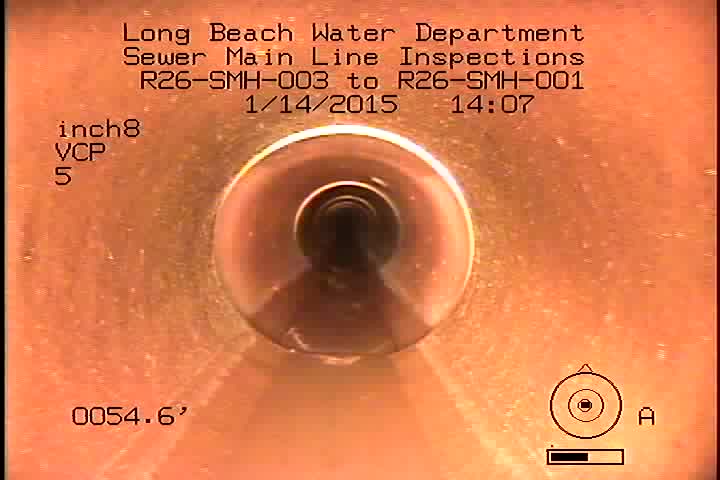 Long Beach Water Department
Sewer Main Line Inspections
R26-SMH-003 to R26-SMH-001
1/14/2015 14:07
inch8
VCP
5
0054.6'
A